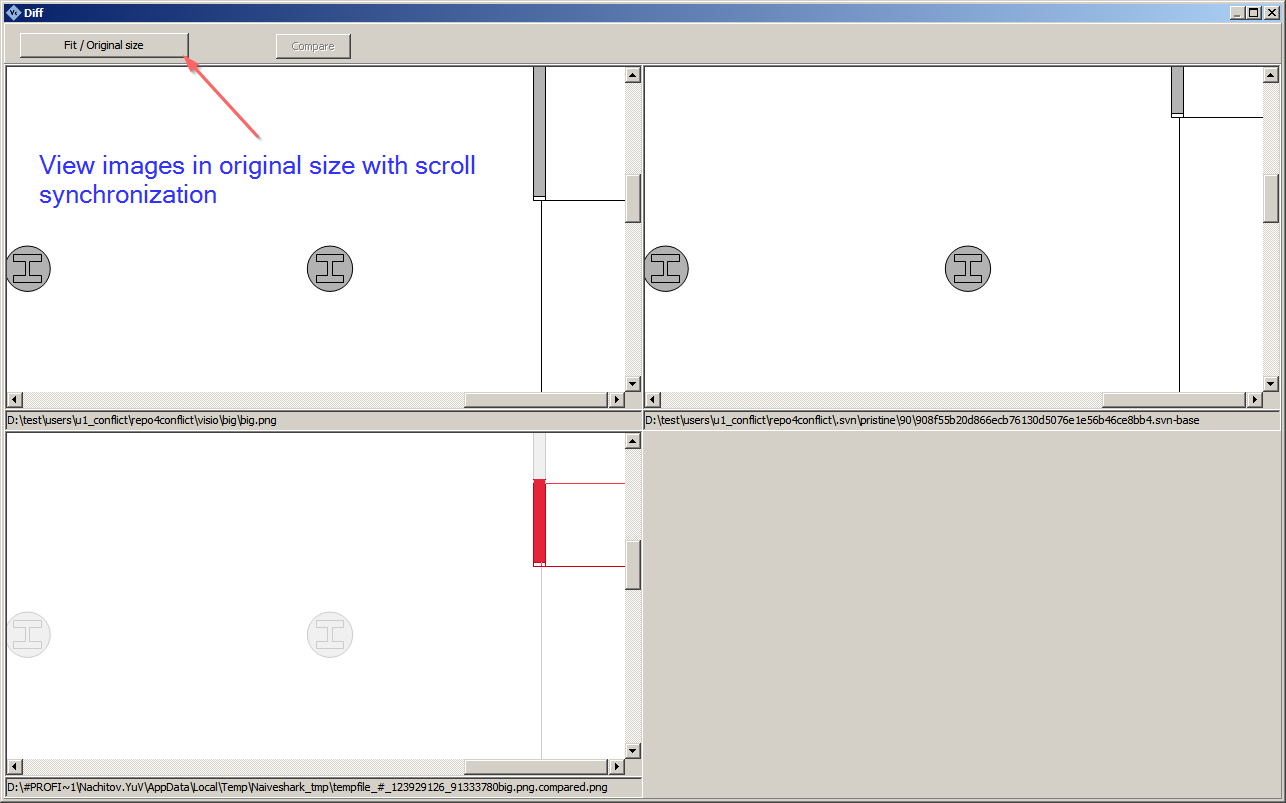 Diff
Fit / Original size
Compare
View images in original size with scroll
synchronization
D:\test\users\u1_conflict\repo4conflict\visio\big\big.png
D:\test\users\u1_conflict\repo4conflict\.svn\pristine\90\908f55b20d866ecb76130d5076e1e56b46ce8bb4.svn-base
D:\#PROFI~1\Nachitov.YuV\AppData\Local\Temp\Naiveshark_tmp\tempfile_#_123929126_91333780big.png.compared.png